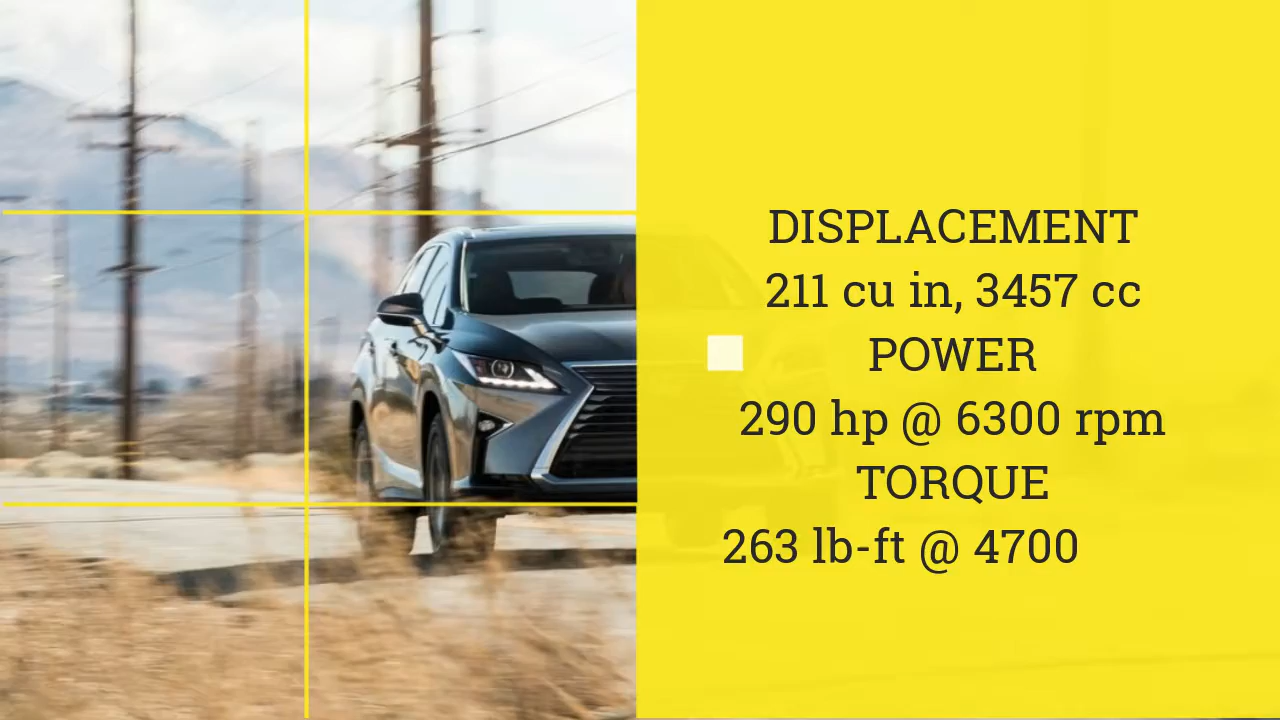 DISPLACEMENT
211 cu in, 3457 cc
POWER
290 hp @ 6300 rpm
TORQUE
263 lb-ft @ 4700